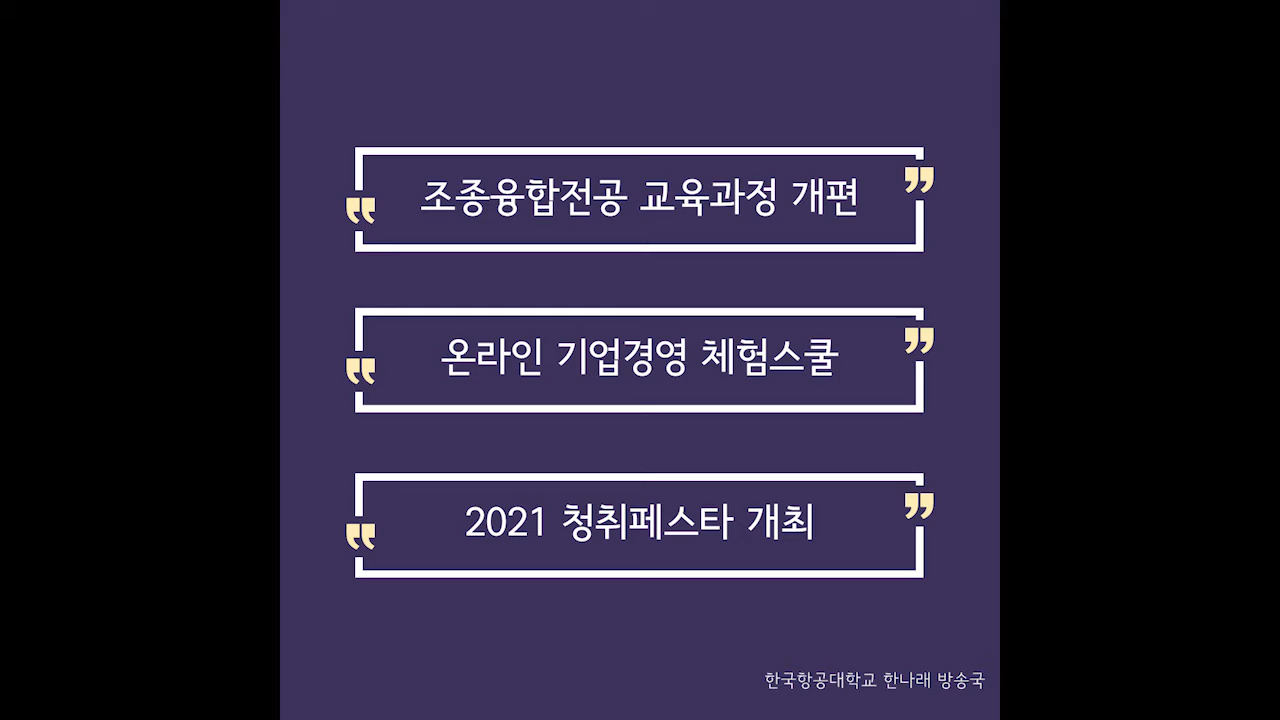 조종융합전공 교육과정 개편
온라인 기업경영 체험스쿨
2021 청취페스타 개최
한국항공대학교 한나래 방송국